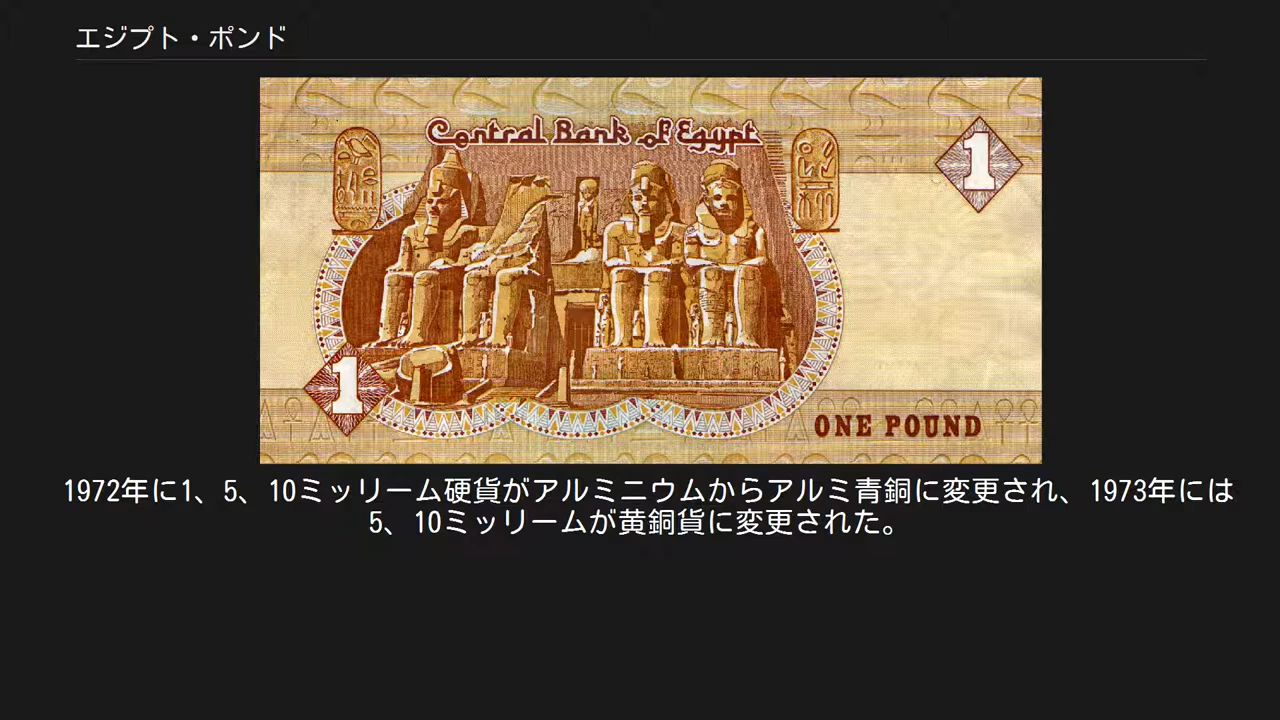 エジプト・ポンド
Central Bank of Egypt
1
1
ONE POUND
1972年に1、5、10ミッリーム硬貨がアルミニウムからアルミ青銅に変更され、1973年には
5、10ミッリームが黄銅貨に変更された。